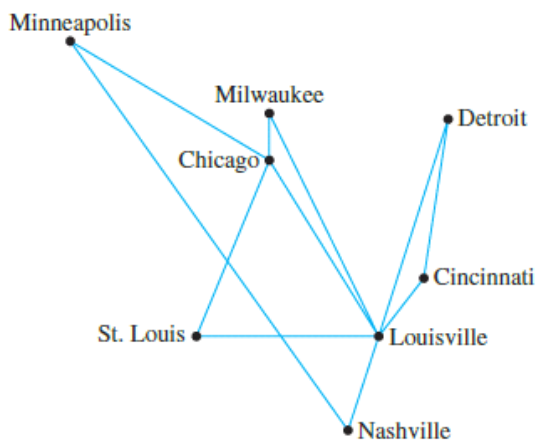 Minneapolis
Milwaukee
Detroit
Chicago
Cincinnati
St. Louis
Louisville
Nashville